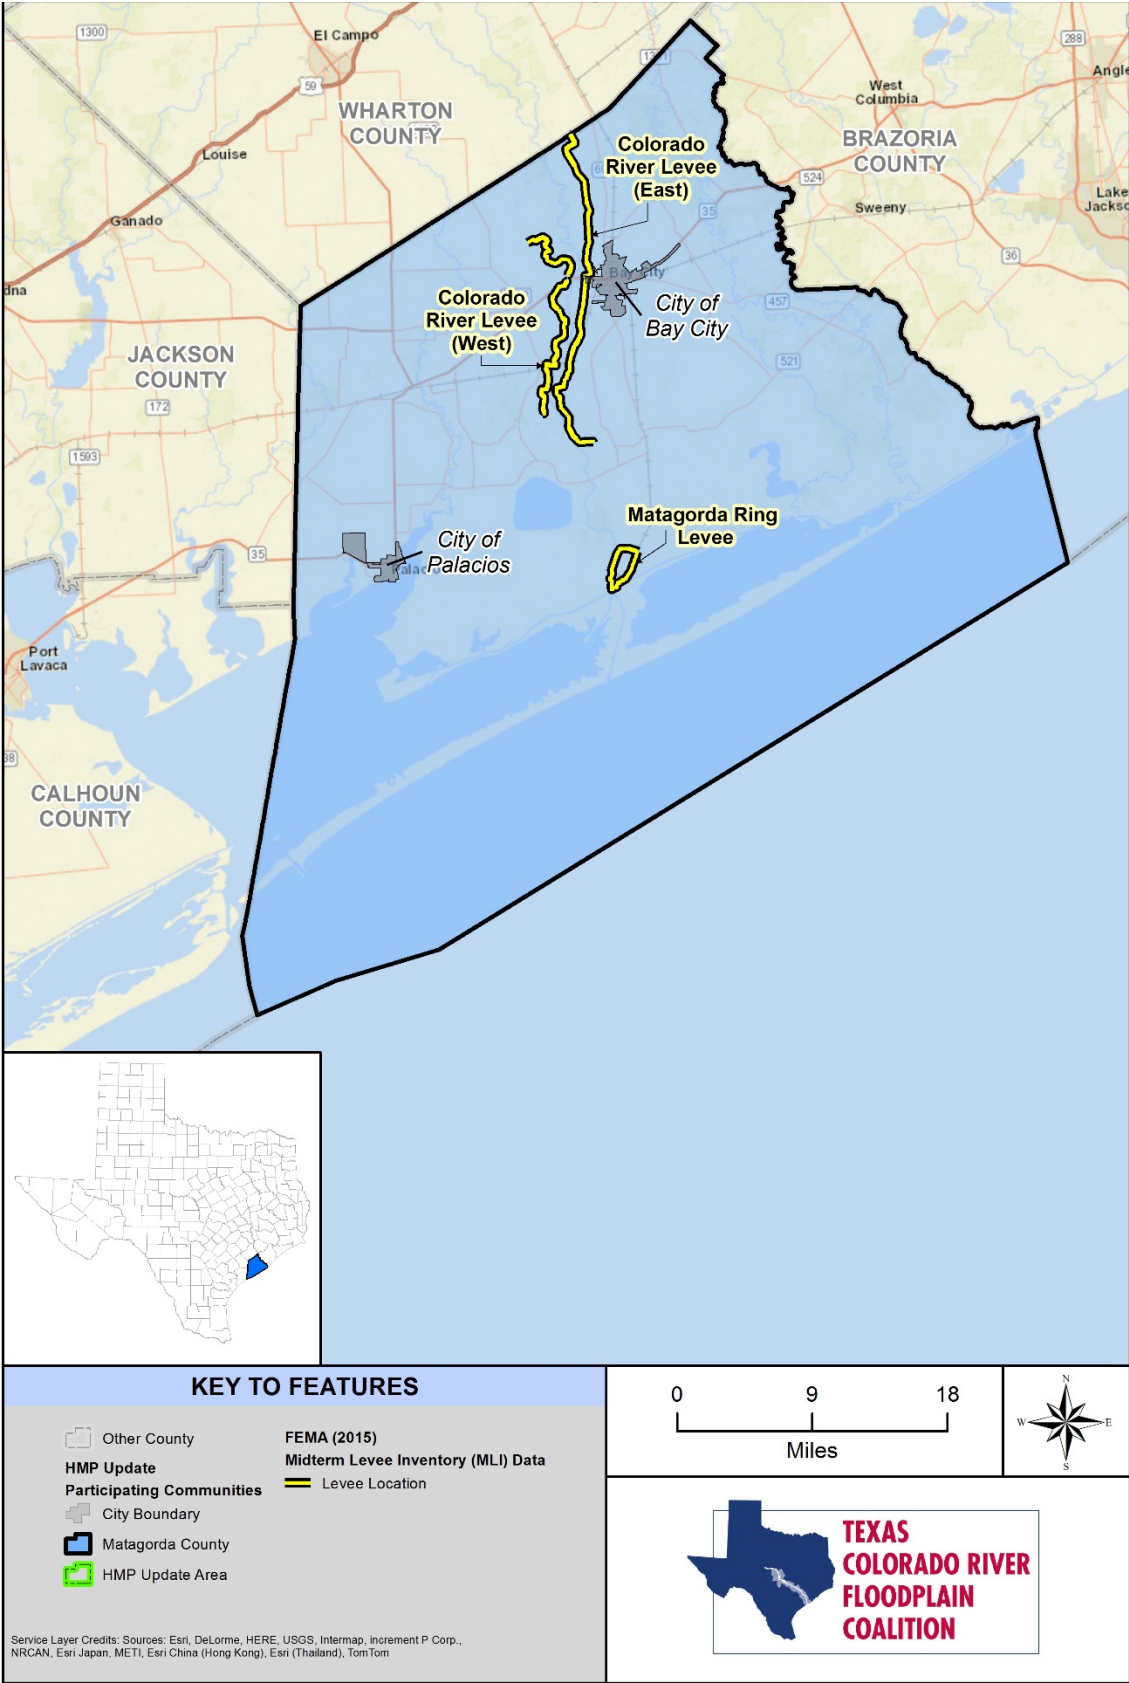 1300
El Campo
59
WHARTON
COUNTY
Louise
Ganado
288
Angle
West
Columbia
BRAZORIA
COUNTY
524
Sweeny
Lake
Jackso
36
Colorado
River Levee
(East)
35
Bay City
City of
Bay City
457
521
Colorado
River Levee
(West)
dna
JACKSON
COUNTY
172
1593
35
City of
Palacios
Matagorda Ring
Levee
Port
Lavaca
CALHOUN
COUNTY
KEY TO FEATURES
Other County
HMP Update
Participating Communities
City Boundary
Matagorda County
HMP Update Area
FEMA (2015)
Midterm Levee Inventory (MLI) Data
Levee Location
Service Layer Credits: Sources: Esri, DeLorme, HERE, USGS, Intermap, increment P Corp.,
NRCAN, Esri Japan, METI, Esri China (Hong Kong), Esri (Thailand), TomTom
0 9 18
Miles
N
W E
S
TEXAS
COLORADO RIVER
FLOODPLAIN
COALITION